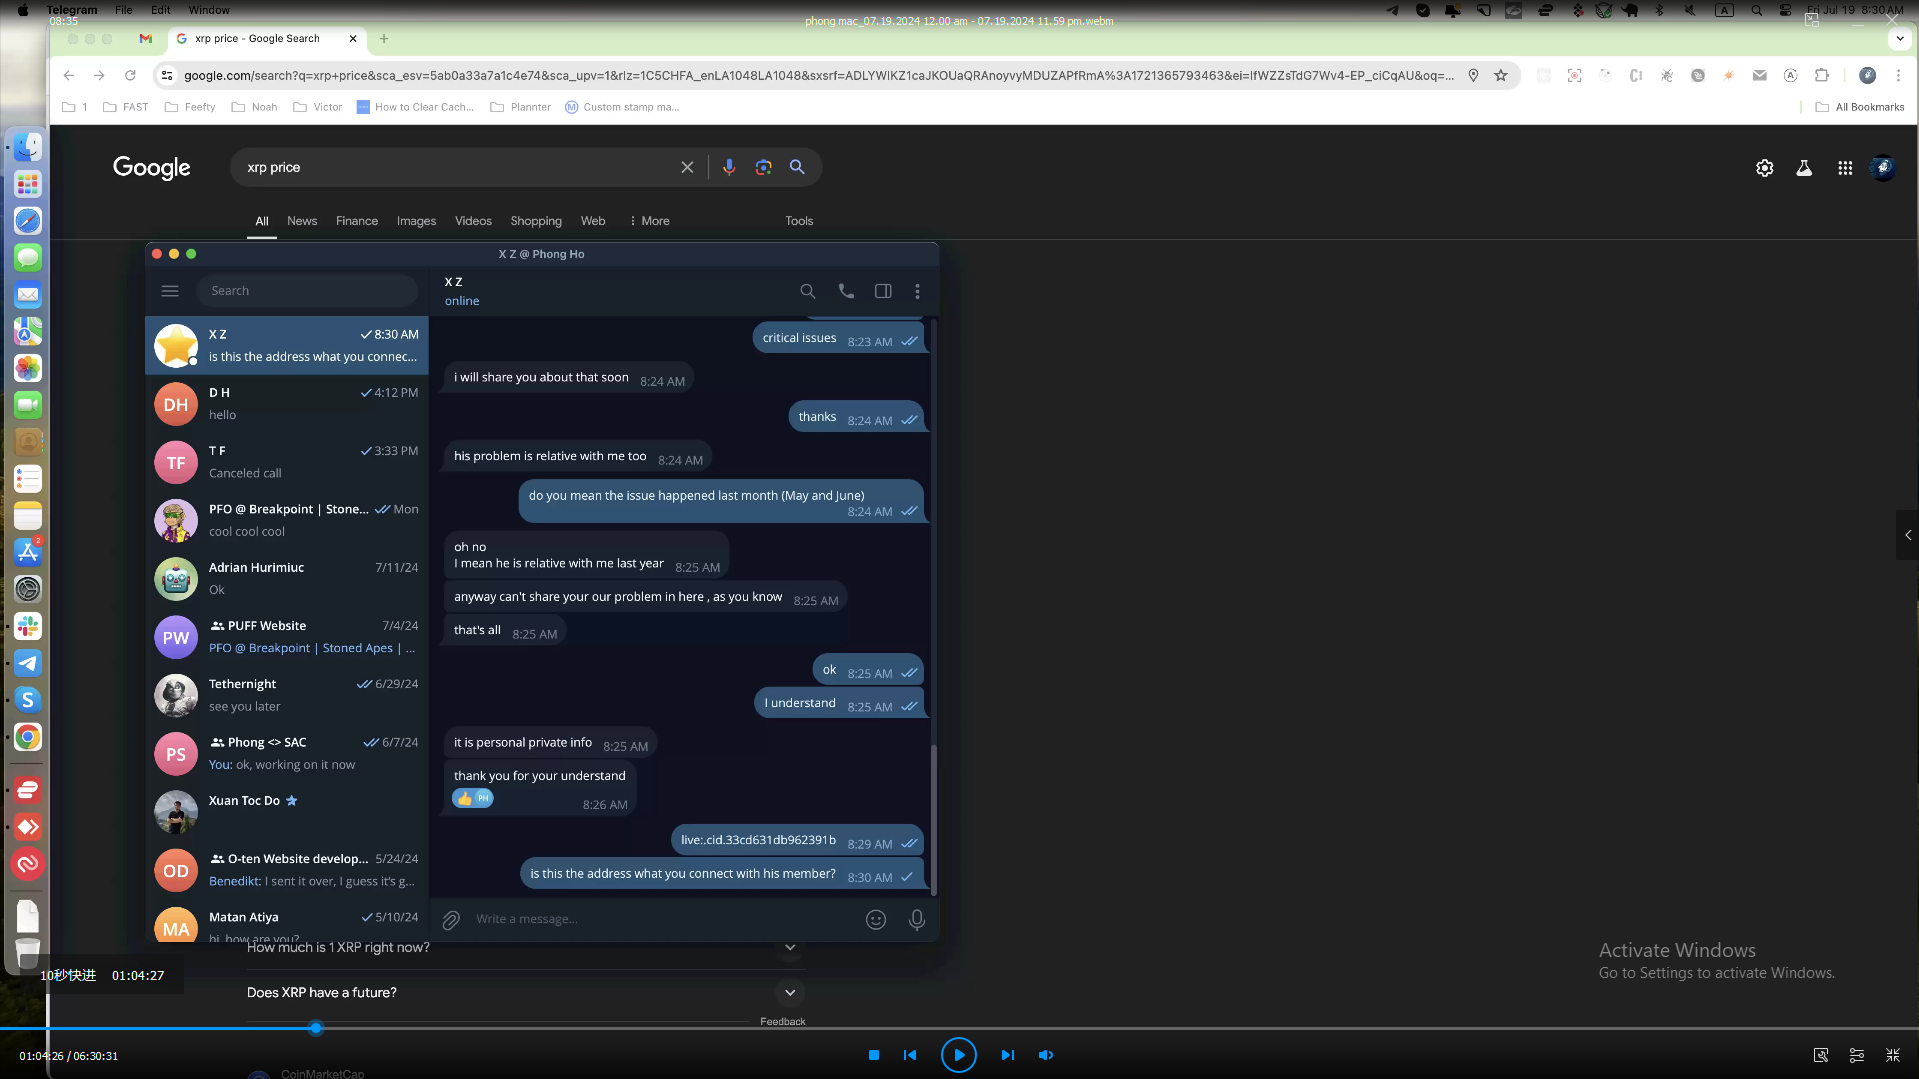 Telegram File Edit Window
Fri Jul 19 8:30 AM
08:35
phong mac_07.19.2024 12.00 am - 07.19.2024 11.59 pm.webm
xrp price - Google Search
google.com/search?q=xrp+price&sca_esv=5ab0a33a7a1c4e74&sca_upv=1&rlz=1C5CHFA_enLA1048LA1048&sxsrf=ADLYWIKZ1caJKOUaQRAnoyvyMDUZAPfRmA%3A1721365793463&ei=IfWZZsTdG7Wv4-EP_ciCqAU&oq=...
1 FAST Feefty Noah Victor How to Clear Cach... Plannter Custom stamp ma... All Bookmarks
Google
xrp price
All News Finance Images Videos Shopping Web More Tools
X Z @ Phong Ho
Search
X Z
online
X Z 8:30 AM
is this the address what you connec...
DH
D H 4:12 PM
hello
TF
T F 3:33 PM
Canceled call
PFO @ Breakpoint | Stone... Mon
cool cool cool
Adrian Hurimiuc 7/11/24
Ok
PW
PUFF Website 7/4/24
PFO @ Breakpoint | Stoned Apes | ...
Tethernight 6/29/24
see you later
PS
Phong <> SAC 6/7/24
You: ok, working on it now
Xuan Toc Do
OD
O-ten Website develop... 5/24/24
Benedikt: I sent it over, I guess it's g...
MA
Matan Atiya 5/10/24
hi, how are you?
critical issues 8:23 AM
i will share you about that soon 8:24 AM
thanks 8:24 AM
his problem is relative with me too 8:24 AM
do you mean the issue happened last month (May and June)
8:24 AM
oh no
I mean he is relative with me last year 8:25 AM
anyway can't share your our problem in here , as you know 8:25 AM
that's all 8:25 AM
ok 8:25 AM
I understand 8:25 AM
it is personal private info 8:25 AM
thank you for your understand
PH
8:26 AM
live:.cid.33cd631db962391b 8:29 AM
is this the address what you connect with his member? 8:30 AM
Write a message...
2
How much is 1 XRP right now?
Does XRP have a future?
Feedback
CoinMarketCap
Activate Windows
Go to Settings to activate Windows.
10秒快进 01:04:27
01:04:26 / 06:30:31